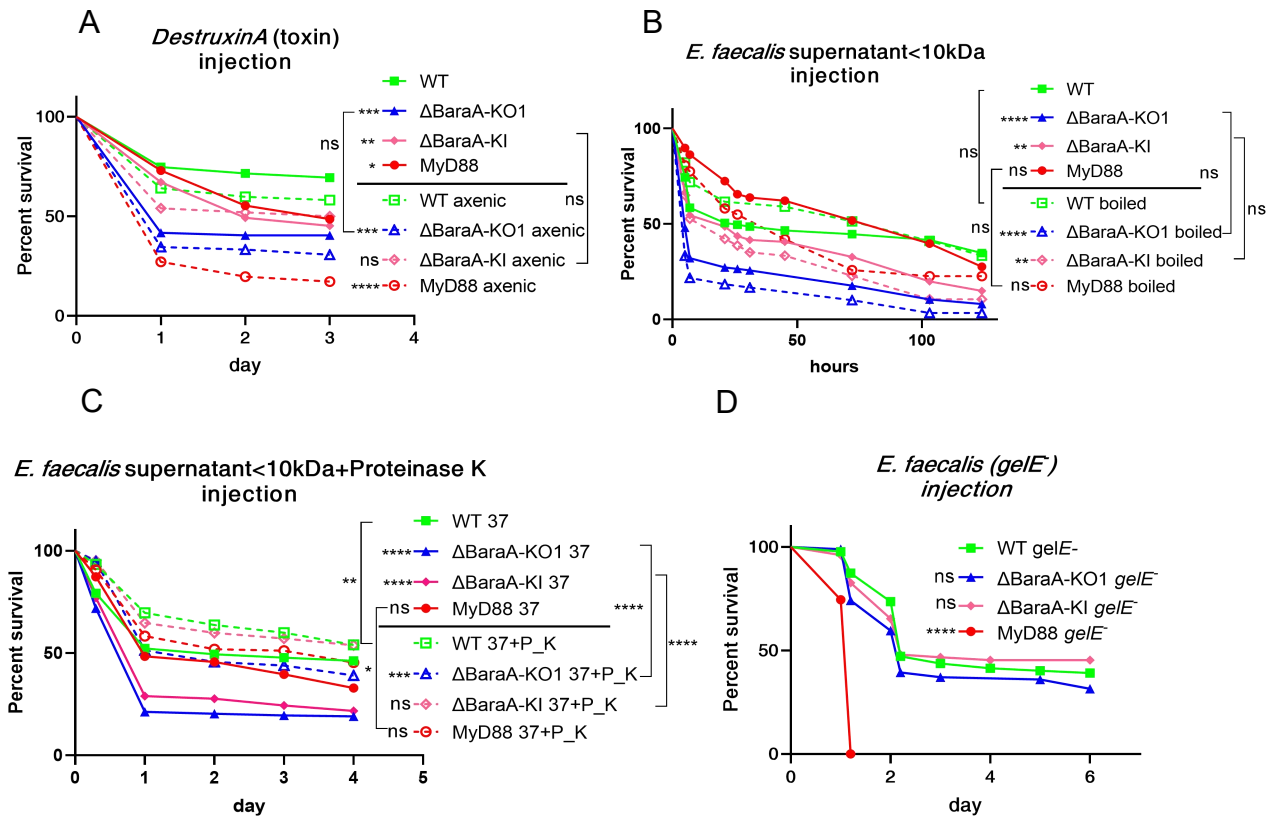 A
DestruxinA (toxin)
injection
WT
*** ΔBaraA-KO1
** ΔBaraA-KI
* MyD88
ns
WT axenic
*** ΔBaraA-KO1 axenic
ns ΔBaraA-KI axenic
**** MyD88 axenic
ns
Percent survival
100
50
0
0 1 2 3 4
day
B
E. faecalis supernatant<10kDa
injection
WT
**** ΔBaraA-KO1
** ΔBaraA-KI
ns MyD88
ns
WT boiled
**** ΔBaraA-KO1 boiled
** ΔBaraA-KI boiled
ns MyD88 boiled
ns
ns
ns
Percent survival
100
50
0
0 50 100
hours
C
E. faecalis supernatant<10kDa+Proteinase K
injection
WT 37
**** ΔBaraA-KO1 37
**** ΔBaraA-KI 37
ns MyD88 37
**
WT 37+P_K
*** ΔBaraA-KO1 37+P_K
ns ΔBaraA-KI 37+P_K
ns MyD88 37+P_K
*
****
****
Percent survival
100
50
0
0 1 2 3 4 5
day
D
E. faecalis (gelE-)
injection
WT gelE-
ns ΔBaraA-KO1 gelE-
ns ΔBaraA-KI gelE-
**** MyD88 gelE-
Percent survival
100
50
0
0 2 4 6
day